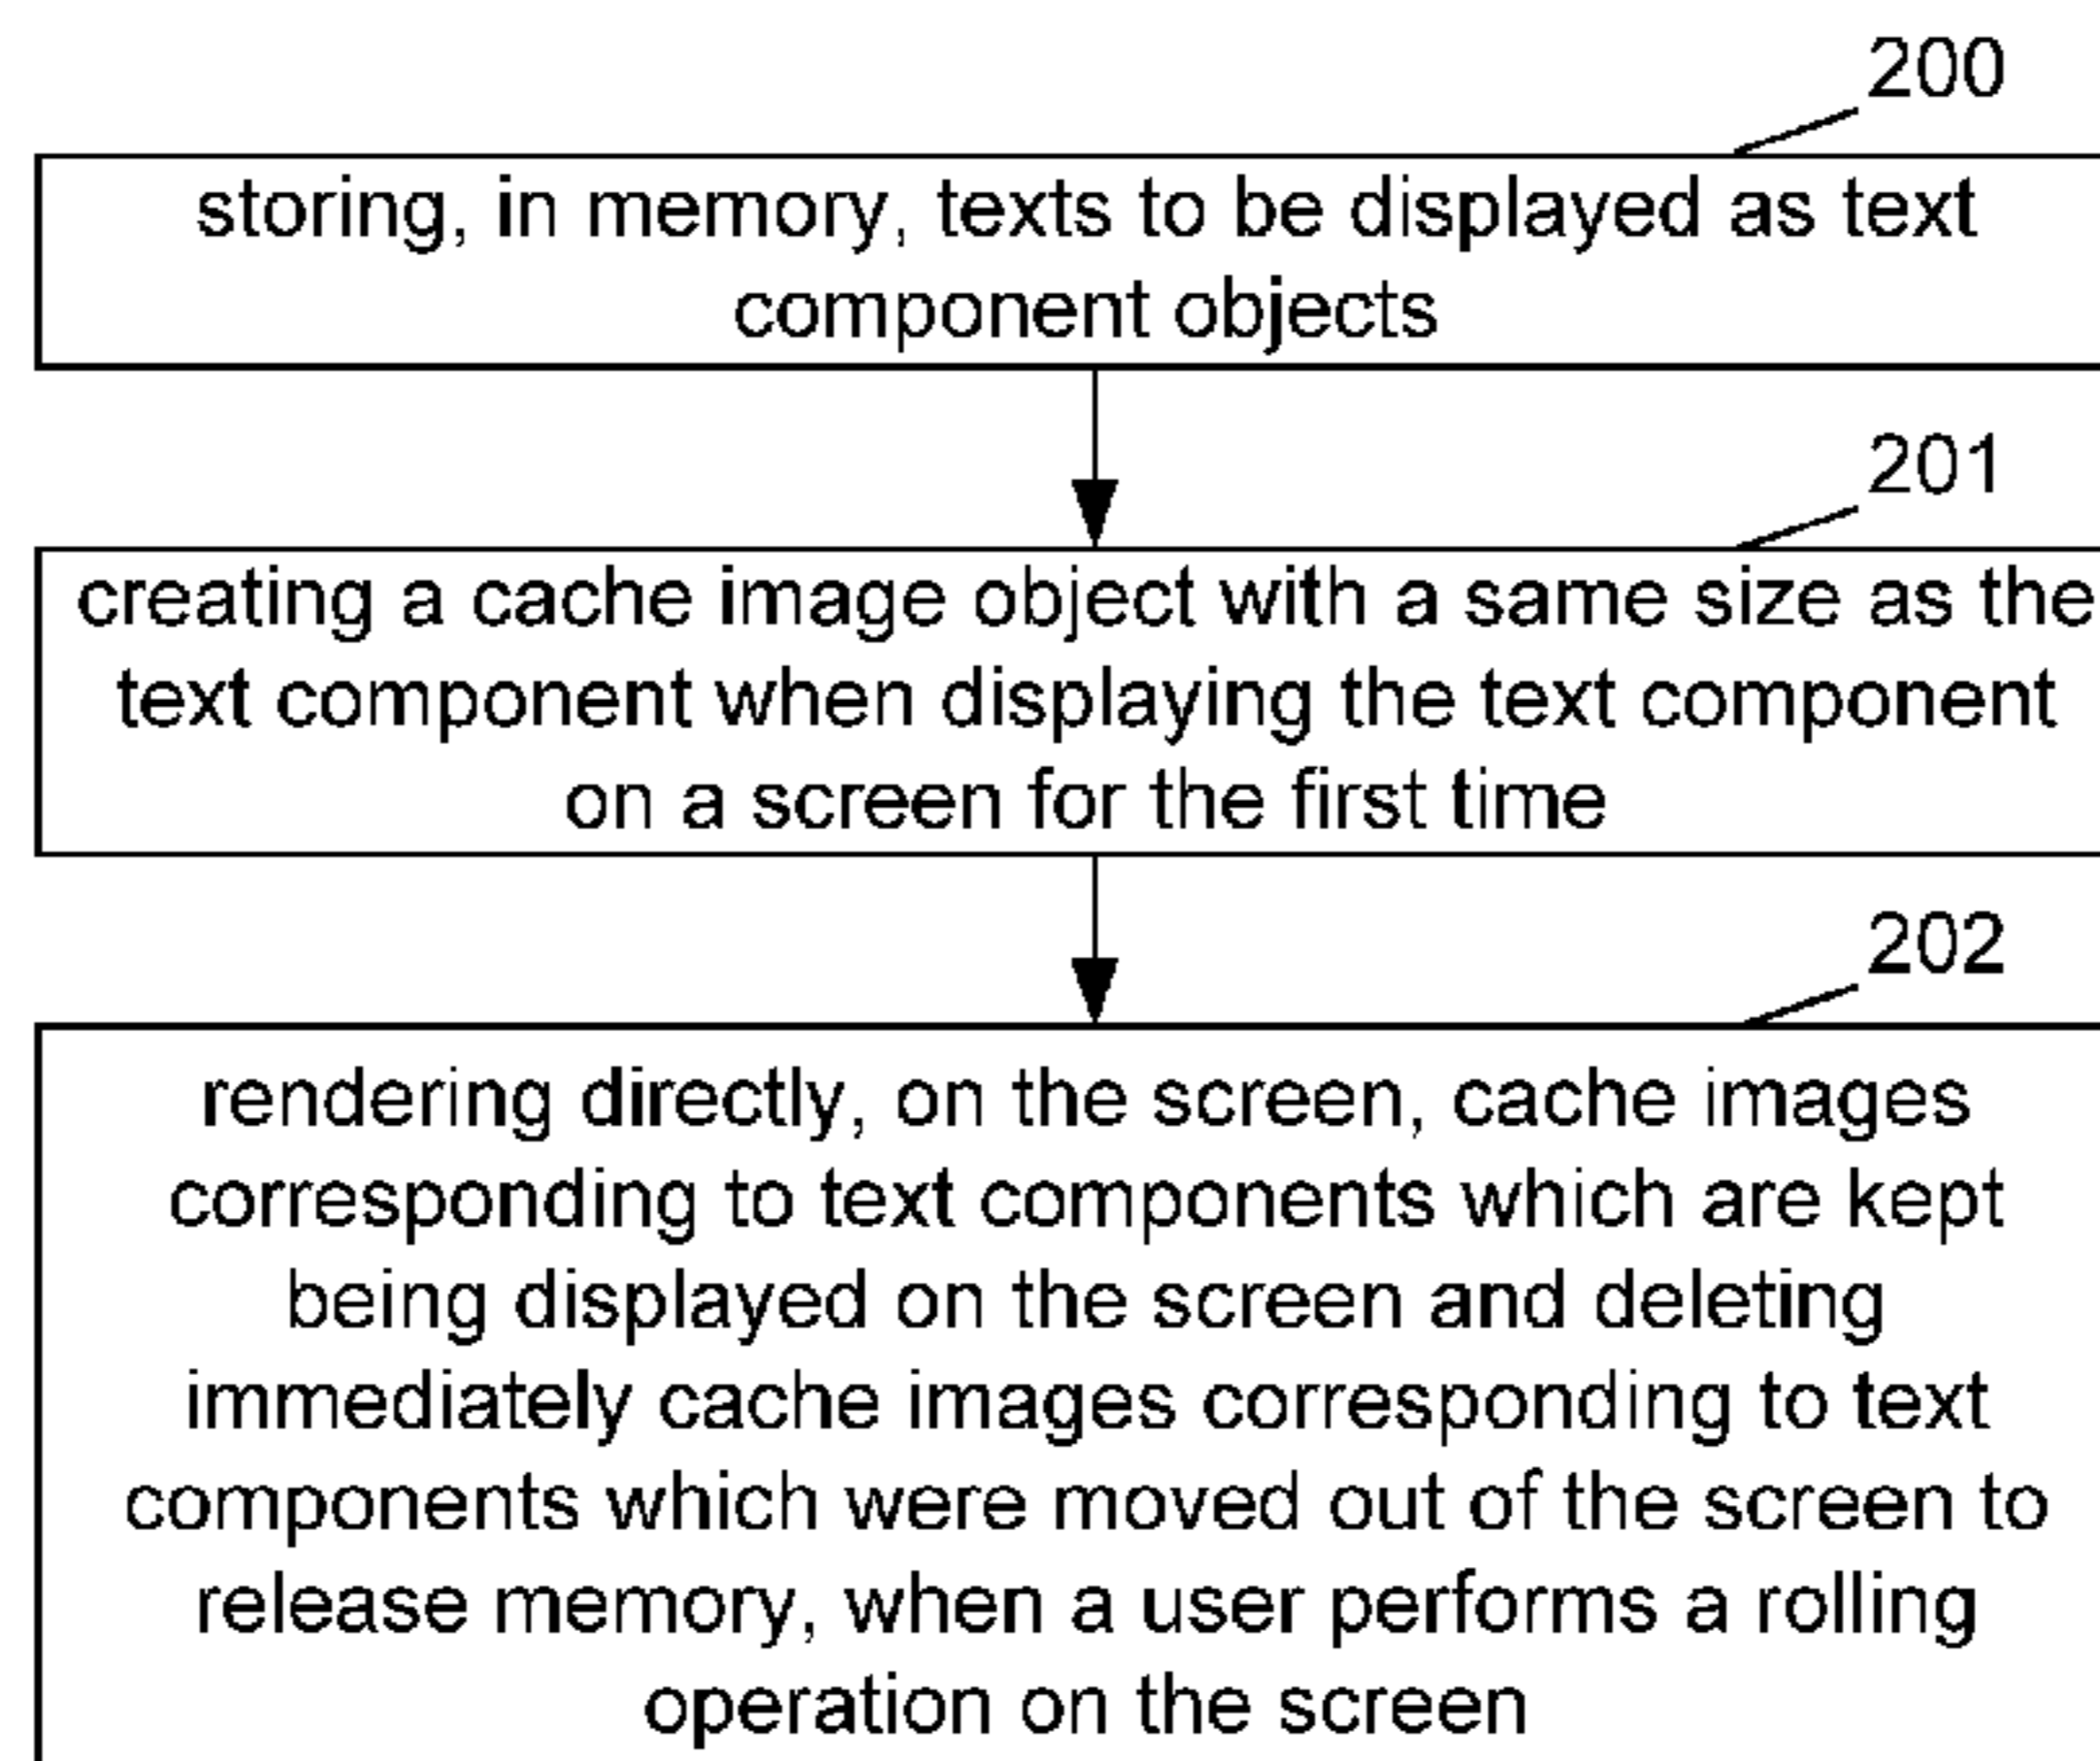 200
storing, in memory, texts to be displayed as text
component objects
201
creating a cache image object with a same size as the
text component when displaying the text component
on a screen for the first time
202
rendering directly, on the screen, cache images
corresponding to text components which are kept
being displayed on the screen and deleting
immediately cache images corresponding to text
components which were moved out of the screen to
release memory, when a user performs a rolling
operation on the screen